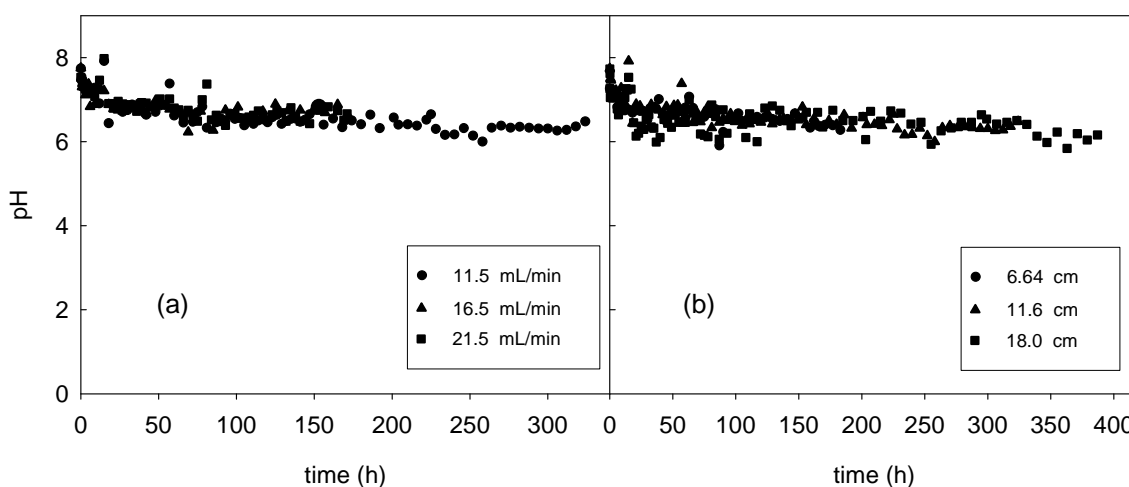 pH
8
6
4
2
0
(a)
11.5 mL/min
16.5 mL/min
21.5 mL/min
(b)
6.64 cm
11.6 cm
18.0 cm
0 50 100 150 200 250 300
0 50 100 150 200 250 300 350 400
time (h)
time (h)